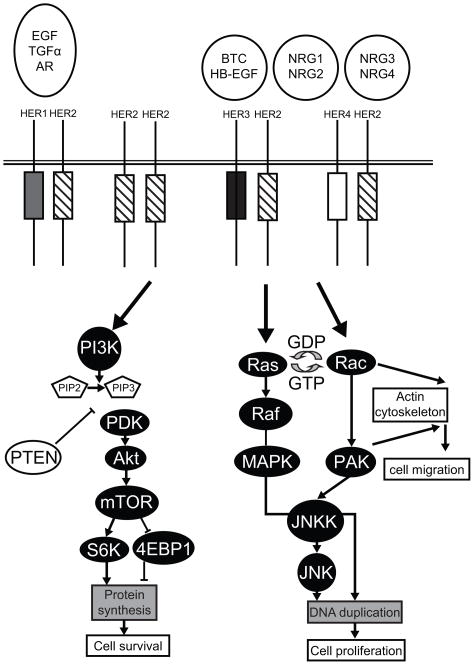 EGF
TGFα
AR
BTC
HB-EGF
NRG1
NRG2
NRG3
NRG4
HER1 HER2
HER2 HER2
HER3 HER2
HER4 HER2
PI3K
PIP2
PIP3
PTEN
PDK
Akt
mTOR
S6K
4EBP1
Protein
synthesis
Cell survival
GDP
GTP
Ras
Rac
Raf
MAPK
PAK
Actin
cytoskeleton
cell migration
JNKK
JNK
DNA duplication
Cell proliferation